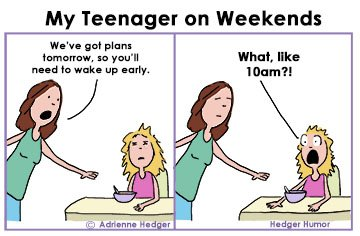 My Teenager on Weekends
We've got plans
tomorrow, so you'll
need to wake up early.
What, like
10am?!
© Adrienne Hedger
Hedger Humor